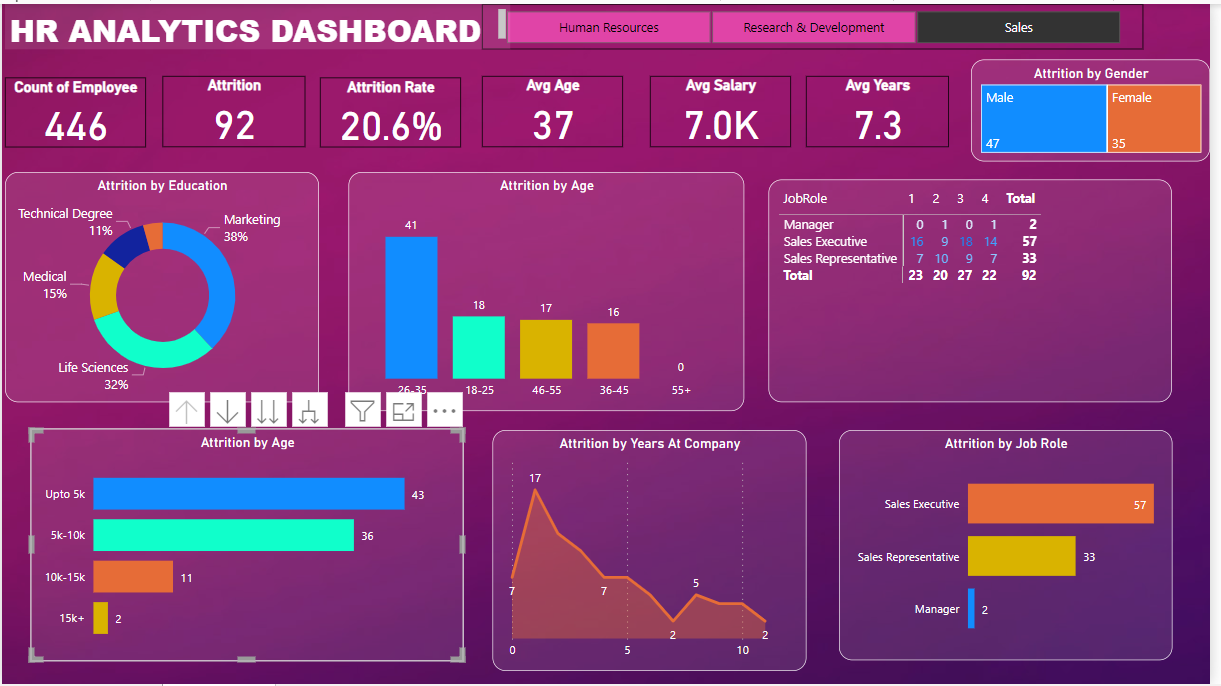 HR ANALYTICS DASHBOARD
Human Resources
Research & Development
Sales
Count of Employee
446
Attrition
92
Attrition Rate
20.6%
Avg Age
37
Avg Salary
7.0K
Avg Years
7.3
Attrition by Gender
Male
47
Female
35
Attrition by Education
Technical Degree
11%
Marketing
38%
Medical
15%
Life Sciences
32%
Attrition by Age
41
18
17
16
0
26-35
18-25
46-55
36-45
55+
JobRole 1 2 3 4 Total
Manager 0 1 0 1 2
Sales Executive 16 9 18 14 57
Sales Representative 7 10 9 7 33
Total 23 20 27 22 92
Attrition by Age
Upto 5k 43
5k-10k 36
10k-15k 11
15k+ 2
Attrition by Years At Company
17
7
7
2
5
2
0 5 10
Attrition by Job Role
Sales Executive 57
Sales Representative 33
Manager 2